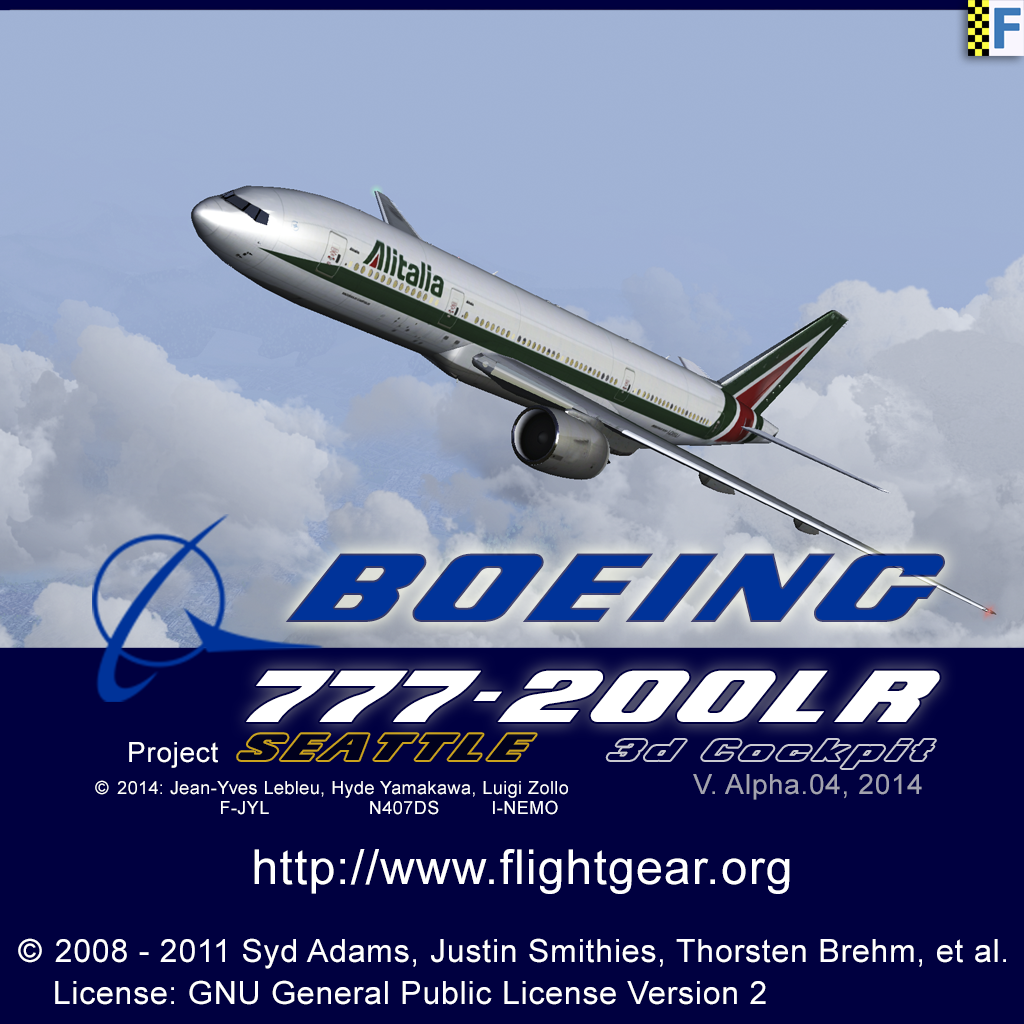 F
Alitalia
BOEING
777-200LR
Project SEATTLE 3d Cockpit
© 2014: Jean-Yves Lebleu, Hyde Yamakawa, Luigi Zollo V. Alpha.04, 2014
F-JYL N407DS I-NEMO
http://www.flightgear.org
© 2008 - 2011 Syd Adams, Justin Smithies, Thorsten Brehm, et al.
License: GNU General Public License Version 2